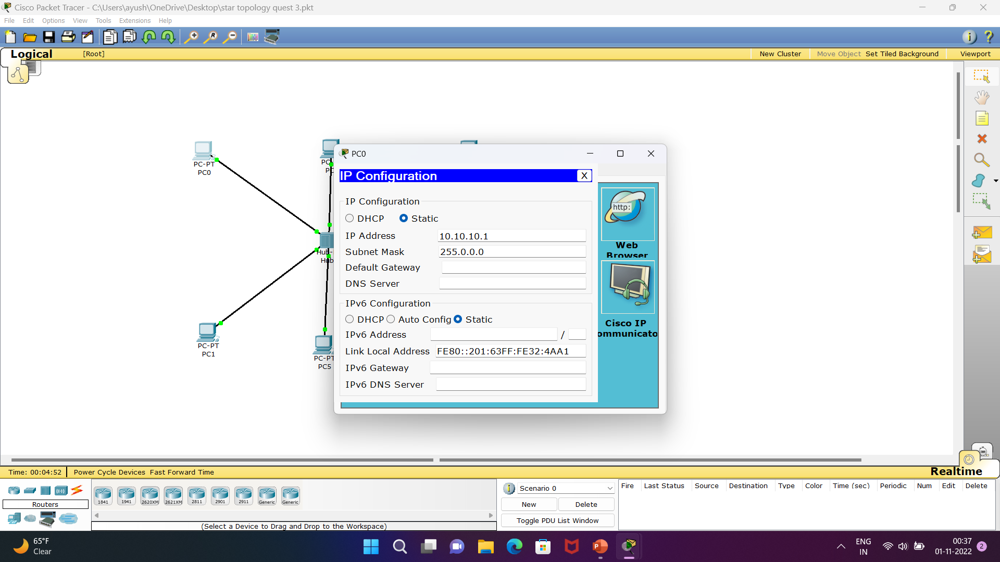 Cisco Packet Tracer - C:\Users\ayush\OneDrive\Desktop\star topology quest 3.pkt
File Edit Options View Tools Extensions Help
Logical [Root] New Cluster Move Object Set Tiled Background Viewport
PC-PT
PC0
PC-
PC
Hub-
Hub
PC-PT
PC1
PC-PT
PC5
PC0
IP Configuration X
IP Configuration
DHCP Static
IP Address 10.10.10.1
Subnet Mask 255.0.0.0
Default Gateway
DNS Server
IPv6 Configuration
DHCP Auto Config Static
IPv6 Address /
Link Local Address FE80::201:63FF:FE32:4AA1
IPv6 Gateway
IPv6 DNS Server
http:
Web
Browser
Cisco IP
ommunicato
Time: 00:04:52 Power Cycle Devices Fast Forward Time
Realtime
Routers
1841 1941 2620XM 2621XM 2811 2901 2911 Generic Generic
(Select a Device to Drag and Drop to the Workspace)
Scenario 0
New Delete
Toggle PDU List Window
Fire Last Status Source Destination Type Color Time (sec) Periodic Num Edit Delete
65°F
Clear
ENG
IN
00:37
01-11-2022
2